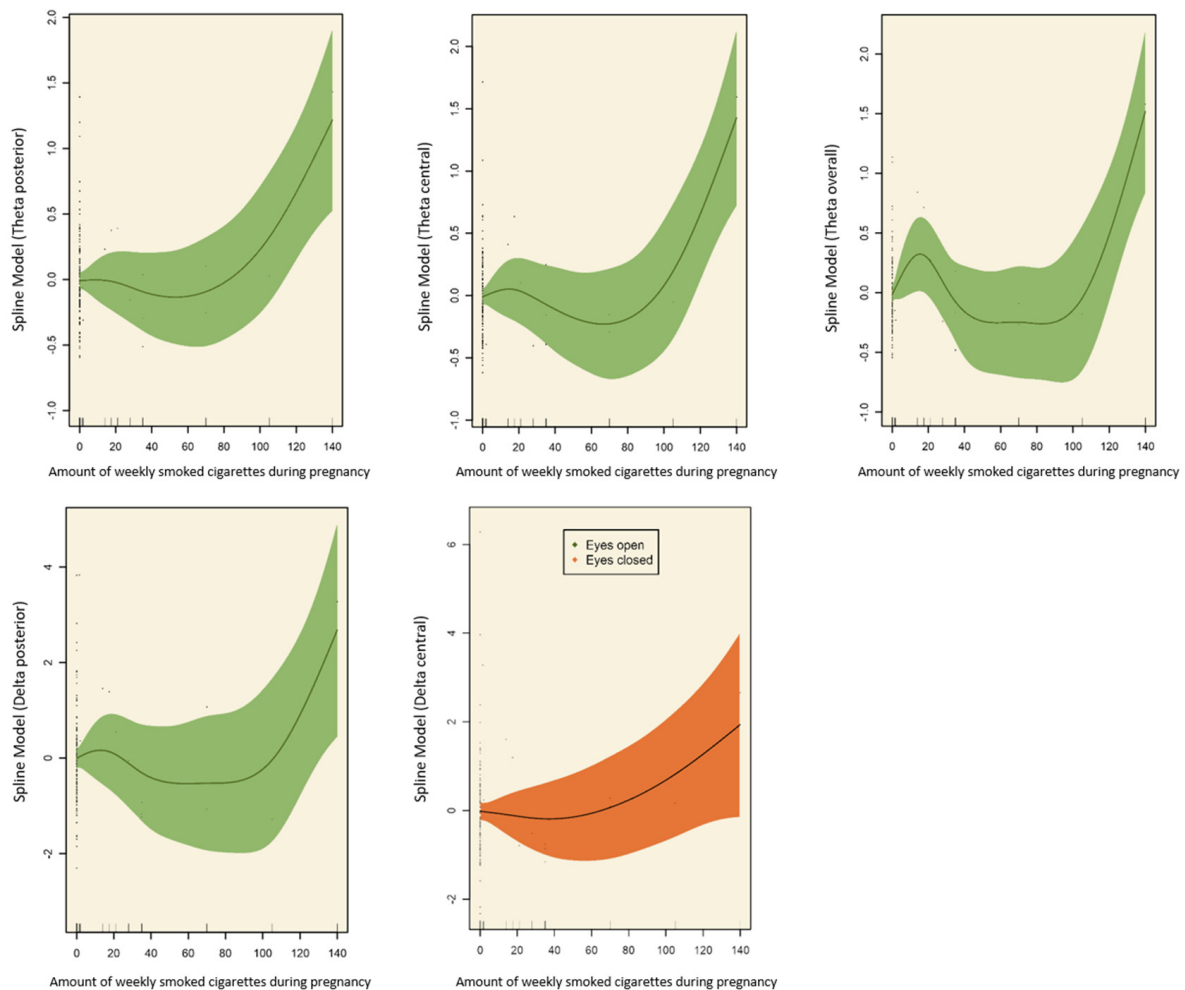 Spline Model (Theta posterior)
2.0
1.5
1.0
0.5
0.0
-0.5
-1.0
0 20 40 60 80 100 120 140
Amount of weekly smoked cigarettes during pregnancy
Spline Model (Theta central)
2.0
1.5
1.0
0.5
0.0
-0.5
-1.0
0 20 40 60 80 100 120 140
Amount of weekly smoked cigarettes during pregnancy
Spline Model (Theta overall)
2.0
1.5
1.0
0.5
0.0
-0.5
-1.0
0 20 40 60 80 100 120 140
Amount of weekly smoked cigarettes during pregnancy
Spline Model (Delta posterior)
4
2
0
-2
0 20 40 60 80 100 120 140
Amount of weekly smoked cigarettes during pregnancy
Spline Model (Delta central)
6
4
2
0
-2
Eyes open
Eyes closed
0 20 40 60 80 100 120 140
Amount of weekly smoked cigarettes during pregnancy